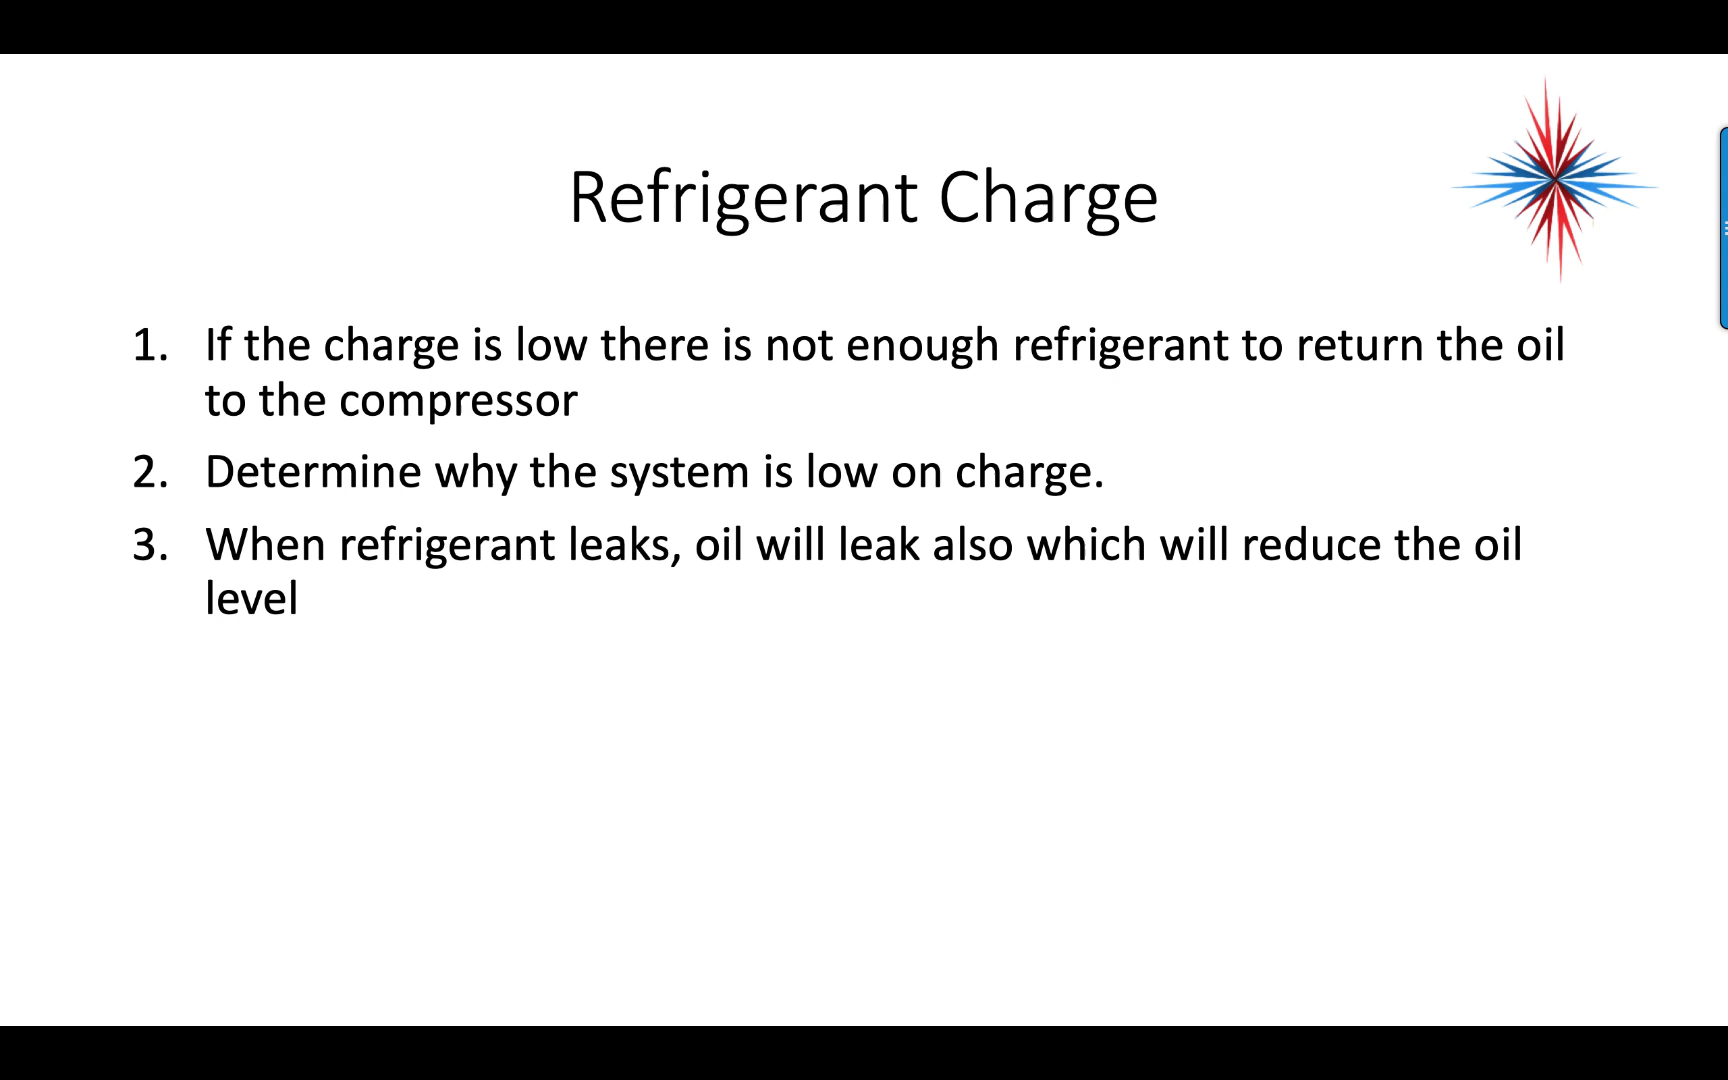 Refrigerant Charge
1. If the charge is low there is not enough refrigerant to return the oil
to the compressor
2. Determine why the system is low on charge.
3. When refrigerant leaks, oil will leak also which will reduce the oil
level